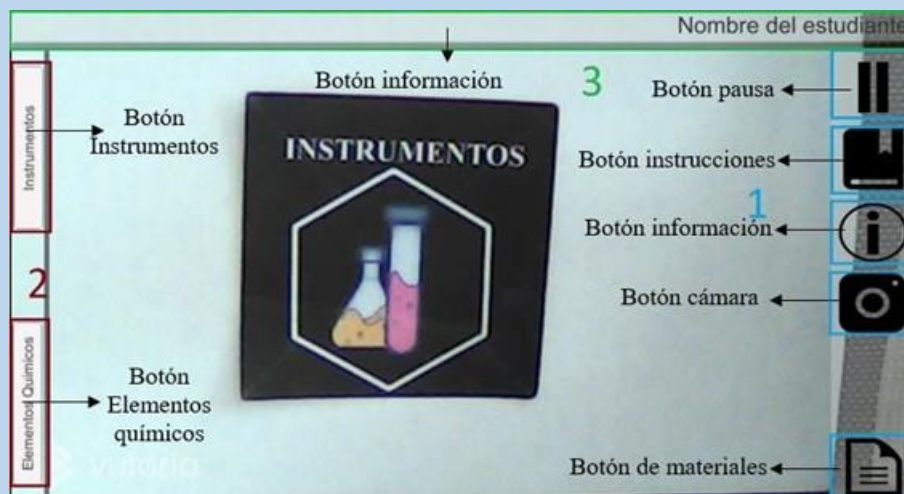 Nombre del estudiante
Botón información
3
Botón pausa
Instrumentos
Botón
Instrumentos
INSTRUMENTOS
Botón instrucciones
1
Botón información
2
Botón cámara
Elementos Químicos
Botón
Elementos
químicos
vuforia
Botón de materiales